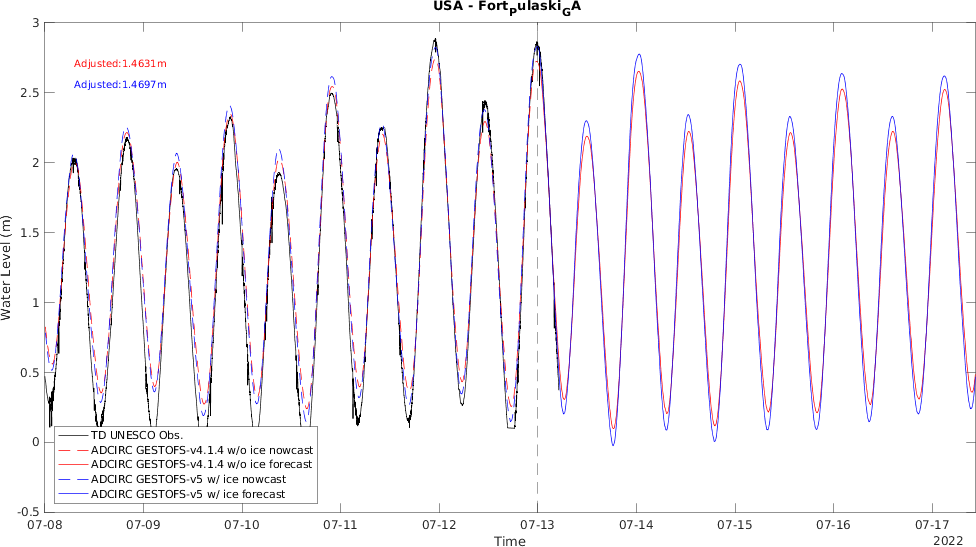 USA - FortPulaskiGA
Adjusted:1.4631m
Adjusted:1.4697m
Water Level (m)
3
2.5
2
1.5
1
0.5
0
-0.5
TD UNESCO Obs.
ADCIRC GESTOFS-v4.1.4 w/o ice nowcast
ADCIRC GESTOFS-v4.1.4 w/o ice forecast
ADCIRC GESTOFS-v5 w/ ice nowcast
ADCIRC GESTOFS-v5 w/ ice forecast
07-08 07-09 07-10 07-11 07-12 07-13 07-14 07-15 07-16 07-17
Time
2022